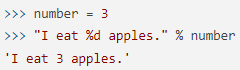 >>> number = 3
>>> "I eat %d apples." % number
'I eat 3 apples.'